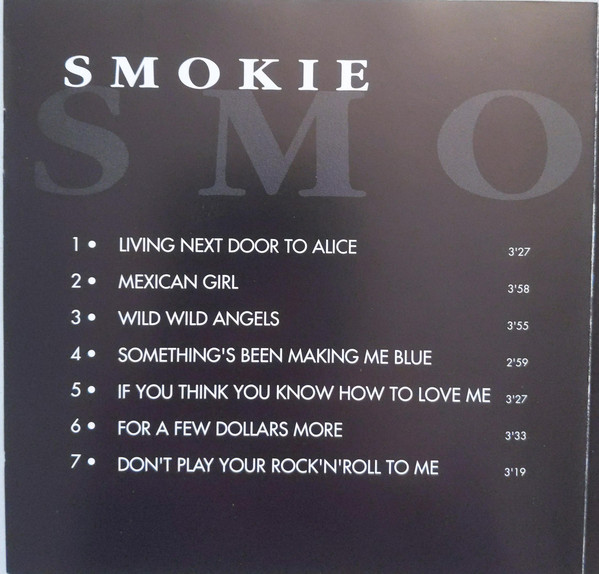 SMOKIE
SMO
1 • LIVING NEXT DOOR TO ALICE 3'27
2 • MEXICAN GIRL 3'58
3 • WILD WILD ANGELS 3'55
4 • SOMETHING'S BEEN MAKING ME BLUE 2'59
5 • IF YOU THINK YOU KNOW HOW TO LOVE ME 3'27
6 • FOR A FEW DOLLARS MORE 3'33
7 • DON'T PLAY YOUR ROCK'N'ROLL TO ME 3'19